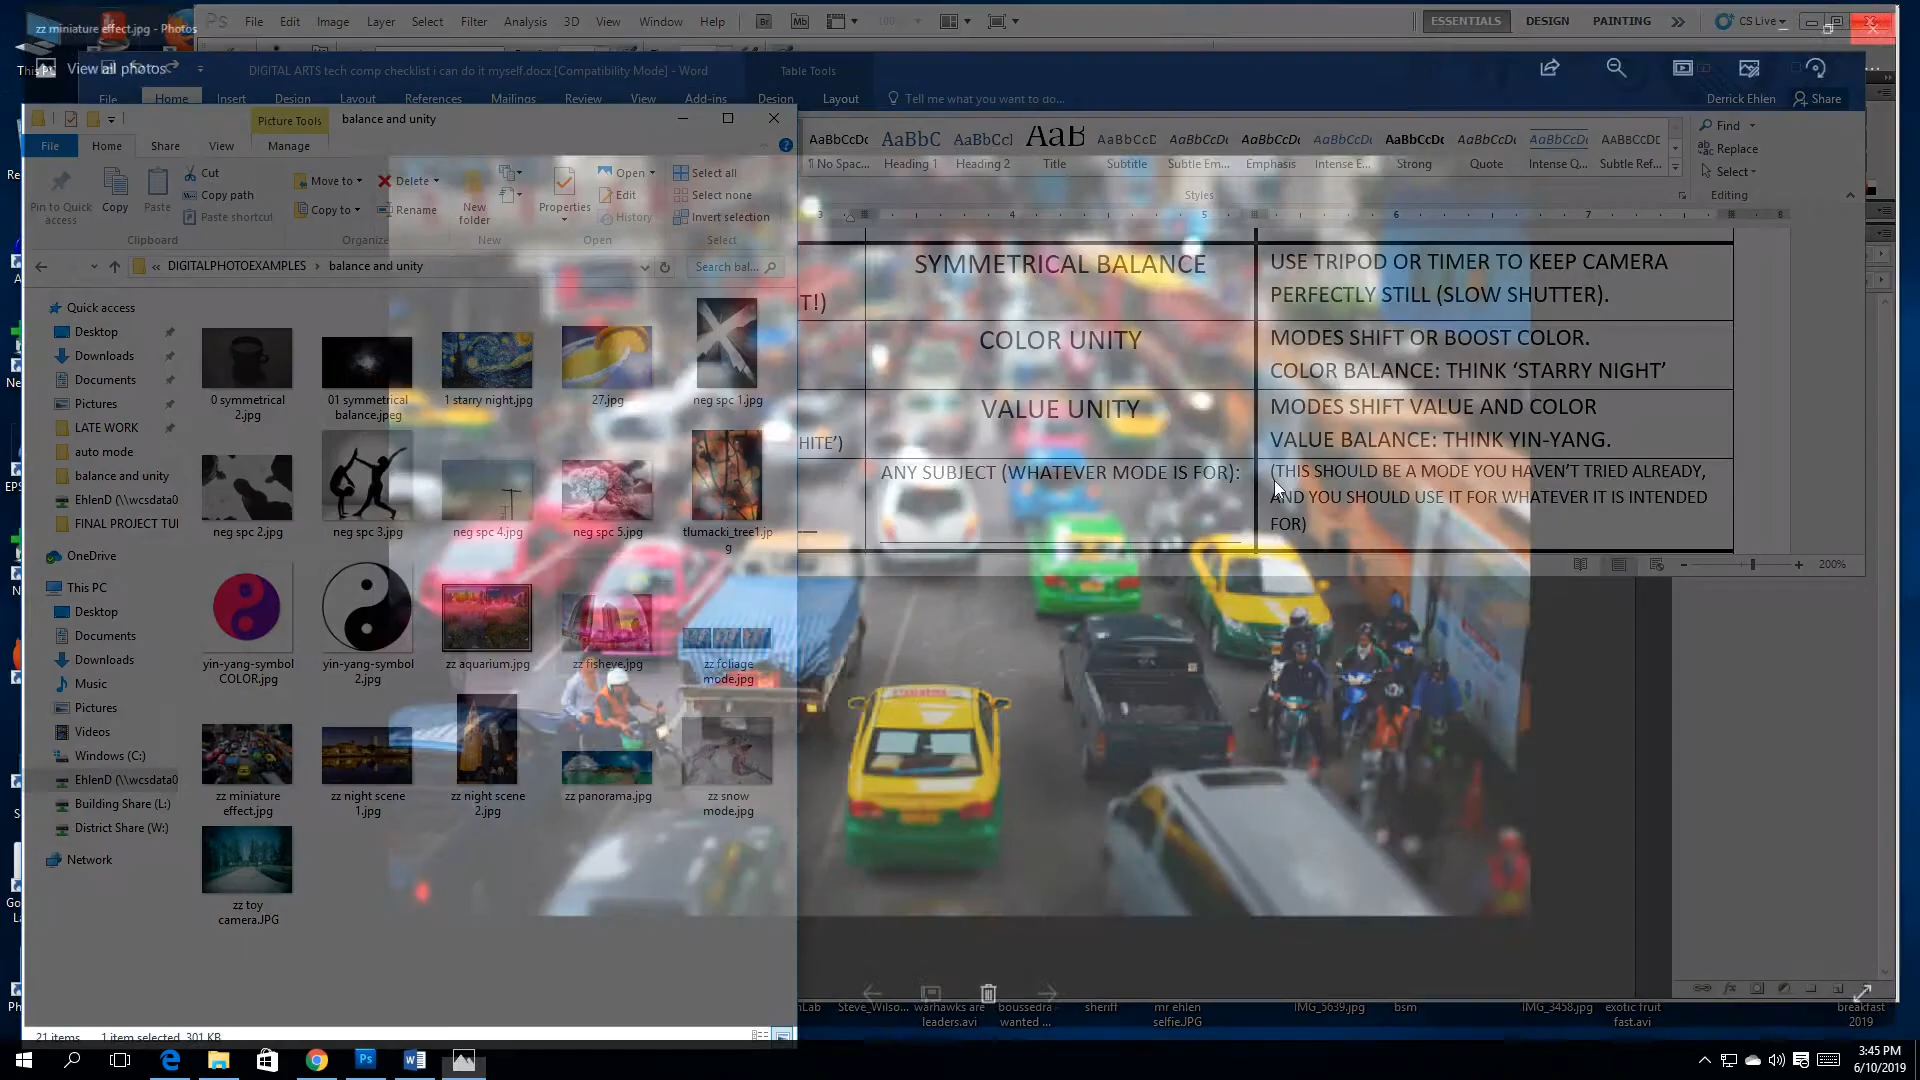 zz miniature effect.jpg - Photos
File Edit Image Layer Select Filter Analysis 3D View Window Help
ESSENTIALS DESIGN PAINTING CS Live
This PC
View all photos
DIGITAL ARTS tech comp checklist i can do it myself.docx [Compatibility Mode] - Word
Table Tools
File Home Insert Design Layout References Mailings Review View Add-ins Design Layout Tell me what you want to do...
Derrick Ehlen Share
Picture Tools balance and unity
File Home Share View Manage
Pin to Quick access
Copy
Paste
Cut
Copy path
Paste shortcut
Clipboard
Move to
Copy to
Delete
Rename
Organize
New folder
New
Properties
Open
Edit
History
Open
Select all
Select none
Invert selection
Select
AaBbCcDc AaBbC AaBbCc] AaB AaBbCcD AaBbCcDc AaBbCcDc AaBbCcDc AaBbCcDc AaBbCcDc AaBbCcDc AABBCCDE
¶ No Spac... Heading 1 Heading 2 Title Subtitle Subtle Em... Emphasis Intense E... Strong Quote Intense Q... Subtle Ref...
Styles
Find
Replace
Select
Editing
« DIGITALPHOTOEXAMPLES › balance and unity
Search bal...
Quick access
Desktop
Downloads
Documents
Pictures
LATE WORK
auto mode
balance and unity
EhlenD (\\wcsdata0
FINAL PROJECT TUI
OneDrive
This PC
Desktop
Documents
Downloads
Music
Pictures
Videos
Windows (C:)
EhlenD (\\wcsdata0
Building Share (L:)
District Share (W:)
Network
0 symmetrical 2.jpg
01 symmetrical balance.jpeg
1 starry night.jpg
27.jpg
neg spc 1.jpg
neg spc 2.jpg
neg spc 3.jpg
neg spc 4.jpg
neg spc 5.jpg
tlumacki_tree1.jpg
yin-yang-symbol COLOR.jpg
yin-yang-symbol 2.jpg
zz aquarium.jpg
zz fisheye.jpg
zz foliage mode.jpg
zz miniature effect.jpg
zz night scene 1.jpg
zz night scene 2.jpg
zz panorama.jpg
zz snow mode.jpg
zz toy camera.JPG
21 items 1 item selected 301 KB
3 4 5 6 7 8
T!)
SYMMETRICAL BALANCE
USE TRIPOD OR TIMER TO KEEP CAMERA
PERFECTLY STILL (SLOW SHUTTER).
COLOR UNITY
MODES SHIFT OR BOOST COLOR.
COLOR BALANCE: THINK ‘STARRY NIGHT’
HITE’)
VALUE UNITY
MODES SHIFT VALUE AND COLOR
VALUE BALANCE: THINK YIN-YANG.
ANY SUBJECT (WHATEVER MODE IS FOR):
(THIS SHOULD BE A MODE YOU HAVEN’T TRIED ALREADY,
AND YOU SHOULD USE IT FOR WHATEVER IT IS INTENDED
FOR)
200%
Steve_Wilso...
warhawks are leaders.avi
boussedra wanted ...
sheriff
mr ehlen selfie.JPG
IMG_5639.jpg
bsm
IMG_3458.jpg
exotic fruit fast.avi
breakfast 2019
3:45 PM
6/10/2019